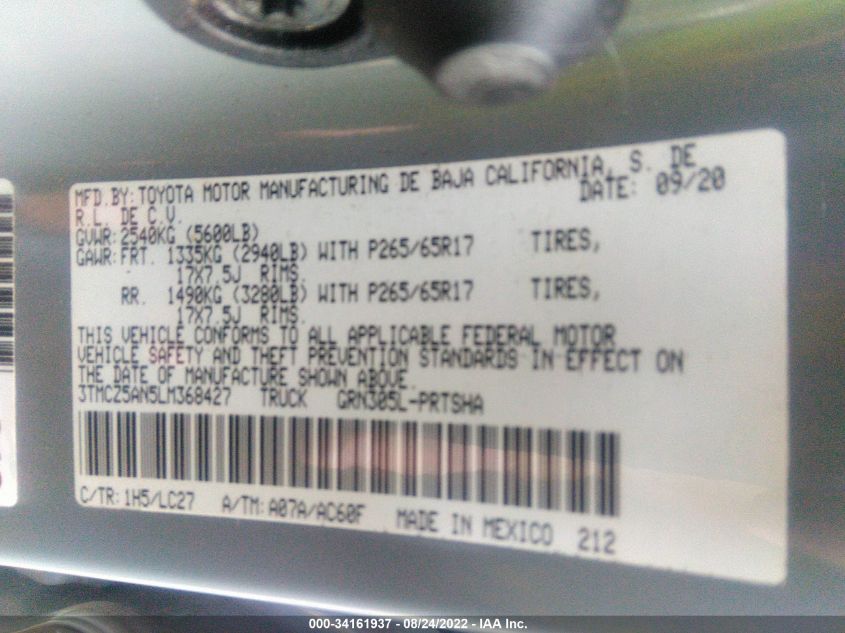 MFD.BY:TOYOTA MOTOR MANUFACTURING DE BAJA CALIFORNIA, S. DE
R.L. DE C.V. DATE: 09/20
GVWR:2540KG (5600LB)
GAWR:FRT. 1335KG (2940LB) WITH P265/65R17 TIRES,
17X7.5J RIMS.
RR. 1490KG (3280LB) WITH P265/65R17 TIRES,
17X7.5J RIMS.
THIS VEHICLE CONFORMS TO ALL APPLICABLE FEDERAL MOTOR
VEHICLE SAFETY AND THEFT PREVENTION STANDARDS IN EFFECT ON
THE DATE OF MANUFACTURE SHOWN ABOVE.
3TMCZ5AN5LM368427 TRUCK GRN305L-PRTSHA
C/TR:1H5/LC27 A/TM:A07A/AC60F MADE IN MEXICO 212
000-34161937 - 08/24/2022 - IAA Inc.